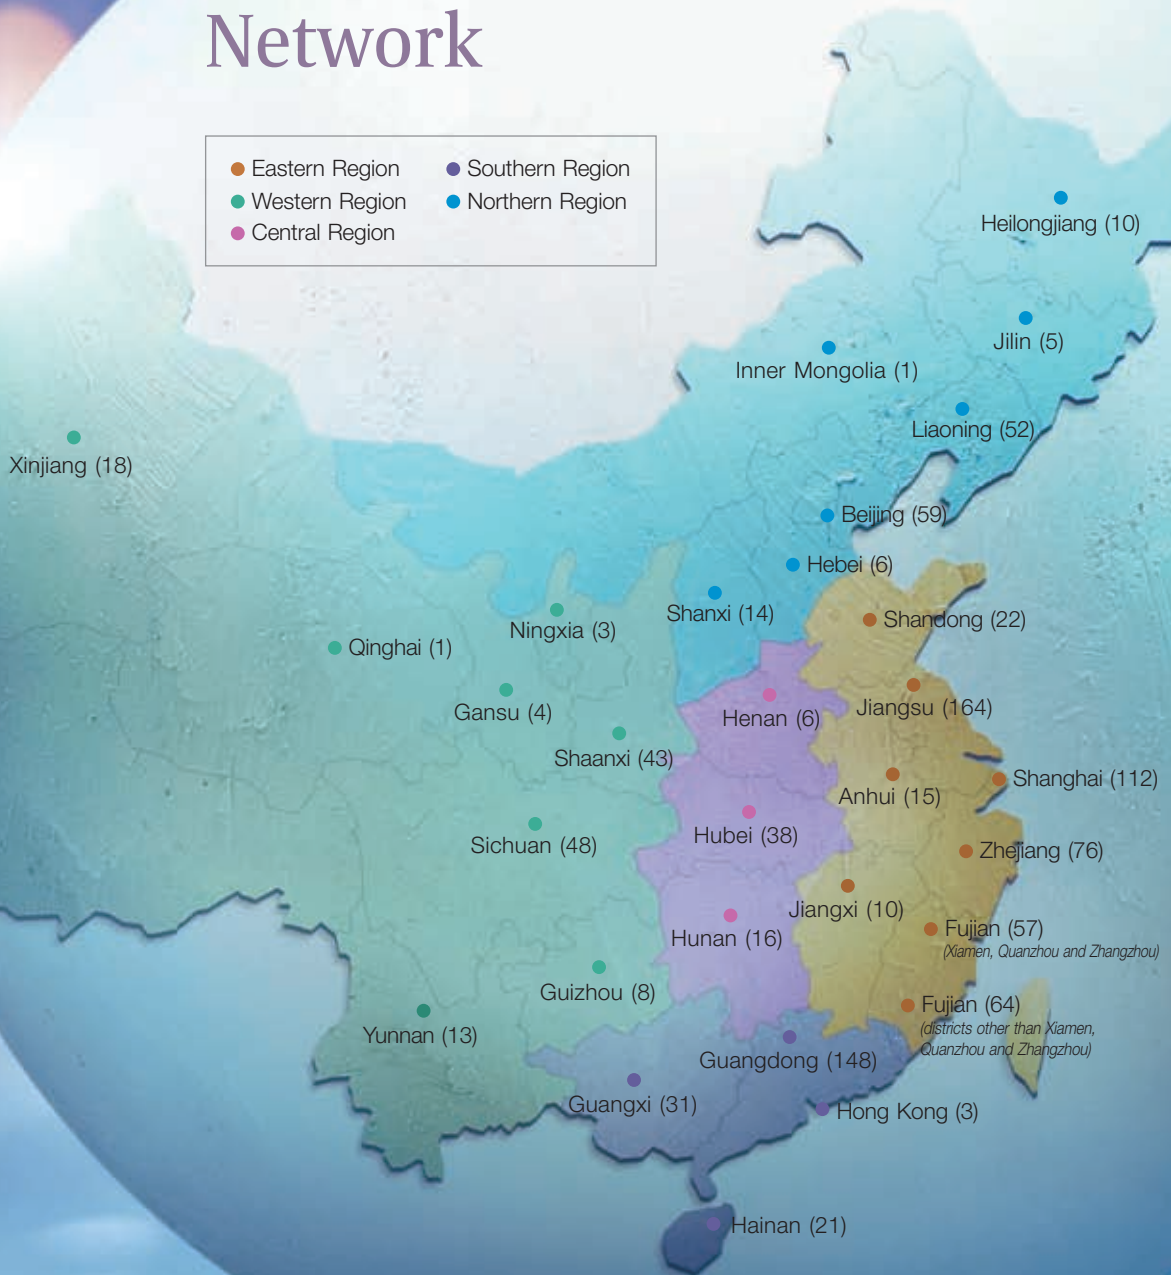 Network
Eastern Region
Southern Region
Western Region
Northern Region
Central Region
Heilongjiang (10)
Jilin (5)
Inner Mongolia (1)
Liaoning (52)
Xinjiang (18)
Beijing (59)
Hebei (6)
Shanxi (14)
Shandong (22)
Ningxia (3)
Qinghai (1)
Gansu (4)
Henan (6)
Jiangsu (164)
Shaanxi (43)
Shanghai (112)
Anhui (15)
Hubei (38)
Sichuan (48)
Zhejiang (76)
Jiangxi (10)
Fujian (57)
(Xiamen, Quanzhou and Zhangzhou)
Hunan (16)
Guizhou (8)
Fujian (64)
(districts other than Xiamen,
Quanzhou and Zhangzhou)
Yunnan (13)
Guangdong (148)
Guangxi (31)
Hong Kong (3)
Hainan (21)